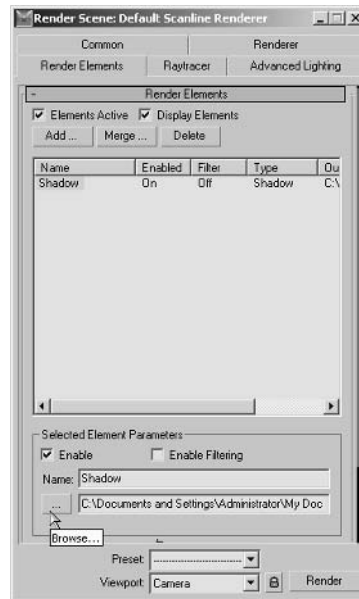 Render Scene: Default Scanline Renderer
Common Renderer
Render Elements Raytracer Advanced Lighting
- Render Elements
Elements Active Display Elements
Add ... Merge ... Delete
Name Enabled Filter Type Ou
Shadow On Off Shadow C:\
Selected Element Parameters
Enable Enable Filtering
Name: Shadow
... C:\Documents and Settings\Administrator\My Doc
Browse...
Preset: --------------------
Viewport: Camera Render